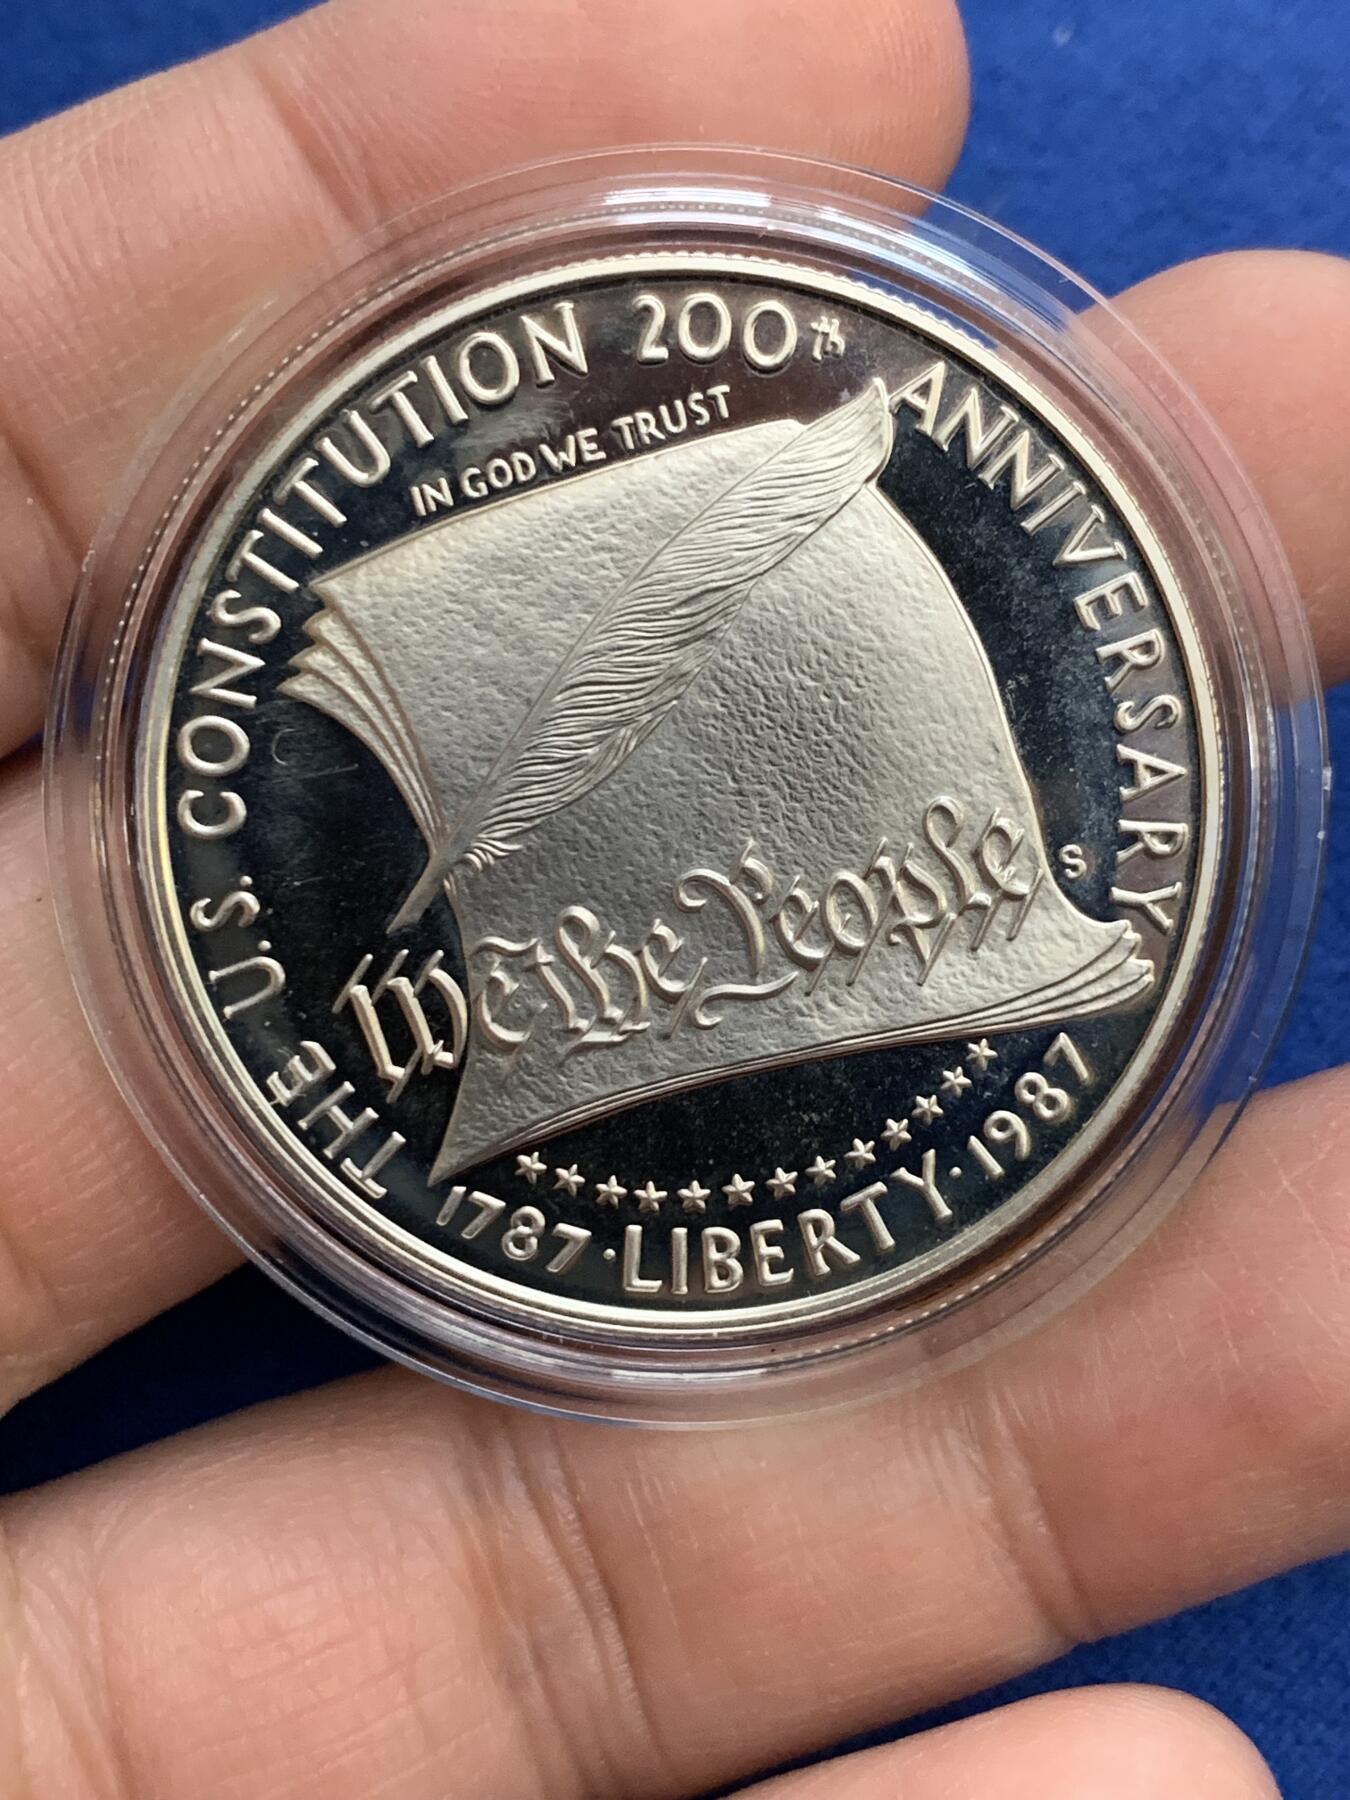 THE U.S. CONSTITUTION 200th ANNIVERSARY
IN GOD WE TRUST
We the People
S
1787 · LIBERTY · 1987